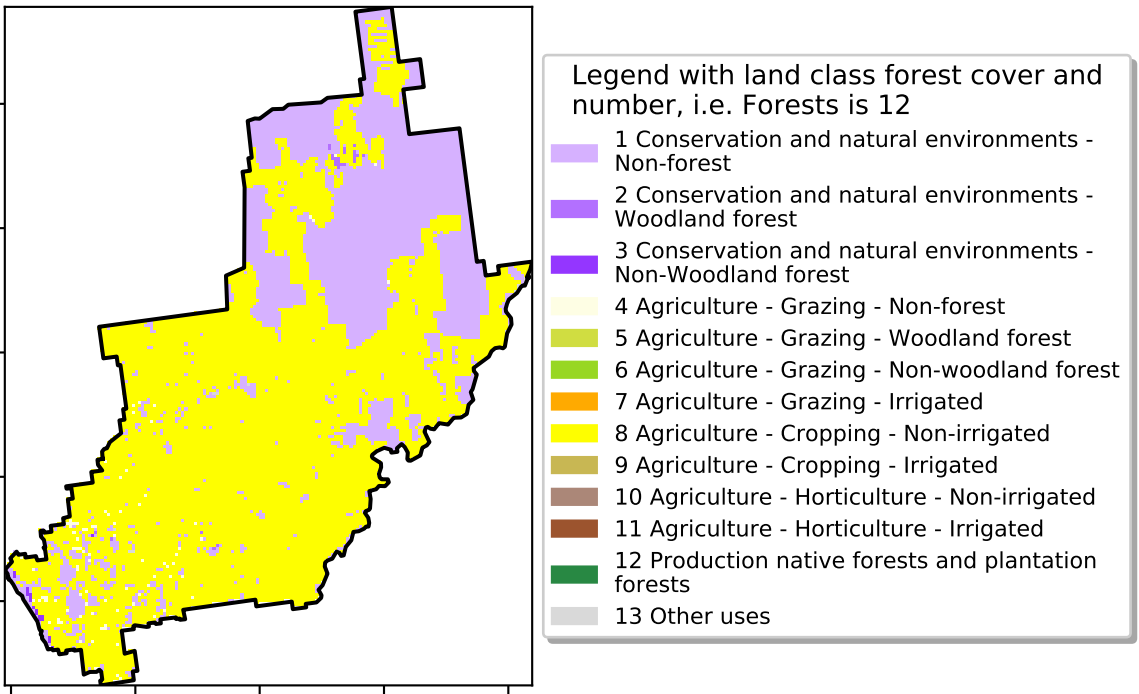 Legend with land class forest cover and
number, i.e. Forests is 12
1 Conservation and natural environments -
Non-forest
2 Conservation and natural environments -
Woodland forest
3 Conservation and natural environments -
Non-Woodland forest
4 Agriculture - Grazing - Non-forest
5 Agriculture - Grazing - Woodland forest
6 Agriculture - Grazing - Non-woodland forest
7 Agriculture - Grazing - Irrigated
8 Agriculture - Cropping - Non-irrigated
9 Agriculture - Cropping - Irrigated
10 Agriculture - Horticulture - Non-irrigated
11 Agriculture - Horticulture - Irrigated
12 Production native forests and plantation
forests
13 Other uses